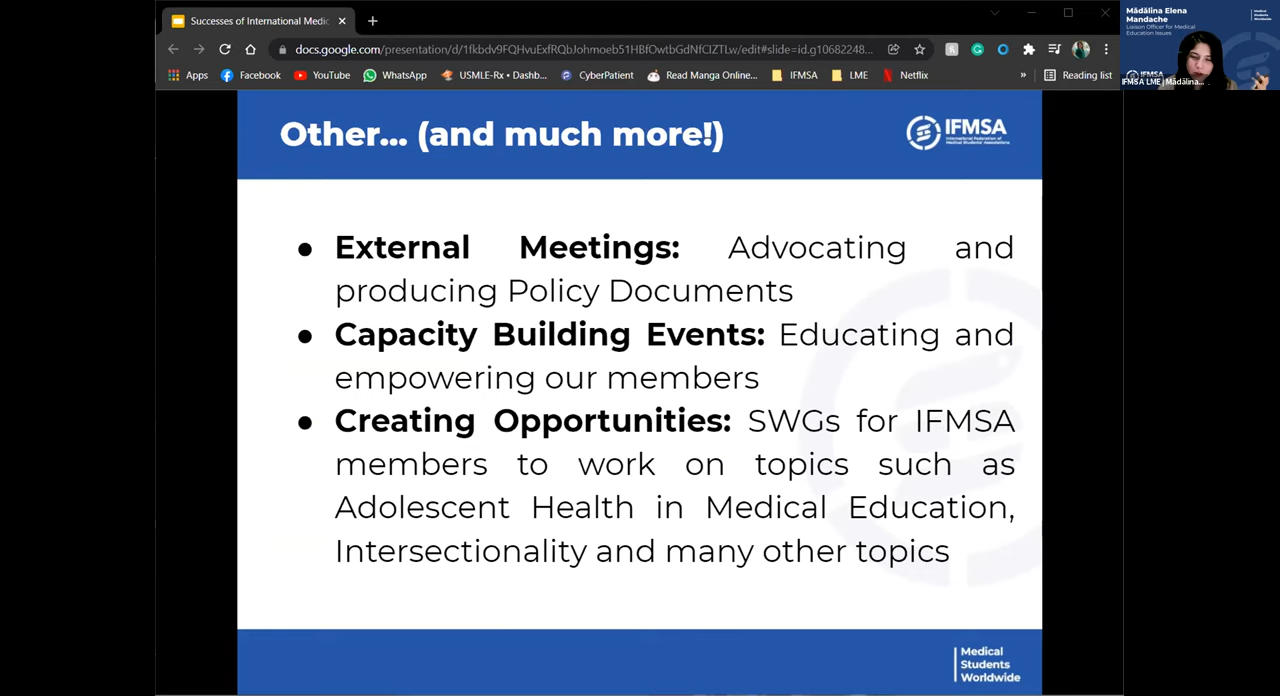 Successes of International Medic
docs.google.com/presentation/d/1fkbdv9FQHvuExfRQbJohmoeb51HBfOwtbGdNfCIZTLw/edit#slide=id.g10682248...
Apps Facebook YouTube WhatsApp USMLE-Rx • Dashb... CyberPatient Read Manga Online... IFMSA LME Netflix » Reading list
Mădălina Elena
Mandache
Liaison Officer for Medical
Education Issues
Medical
Students
Worldwide
IFMSA
IFMSA LME | Mădălina...
Other... (and much more!)
IFMSA
International Federation of
Medical Students' Associations
● External Meetings: Advocating and
producing Policy Documents
● Capacity Building Events: Educating and
empowering our members
● Creating Opportunities: SWGs for IFMSA
members to work on topics such as
Adolescent Health in Medical Education,
Intersectionality and many other topics
Medical
Students
Worldwide